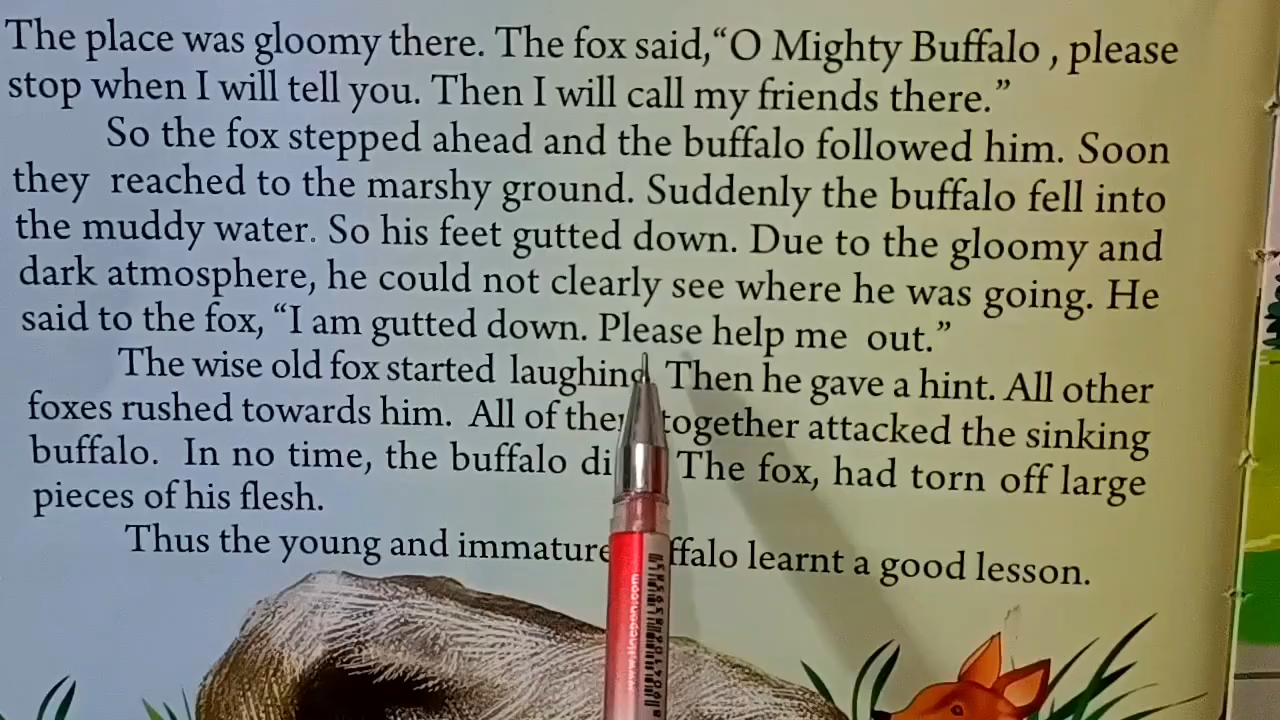 The place was gloomy there. The fox said,“O Mighty Buffalo , please
stop when I will tell you. Then I will call my friends there.”
So the fox stepped ahead and the buffalo followed him. Soon
they reached to the marshy ground. Suddenly the buffalo fell into
the muddy water. So his feet gutted down. Due to the gloomy and
dark atmosphere, he could not clearly see where he was going. He
said to the fox, “I am gutted down. Please help me out.”
The wise old fox started laughing Then he gave a hint. All other
foxes rushed towards him. All of them together attacked the sinking
buffalo. In no time, the buffalo di The fox, had torn off large
pieces of his flesh.
Thus the young and immature ffalo learnt a good lesson.